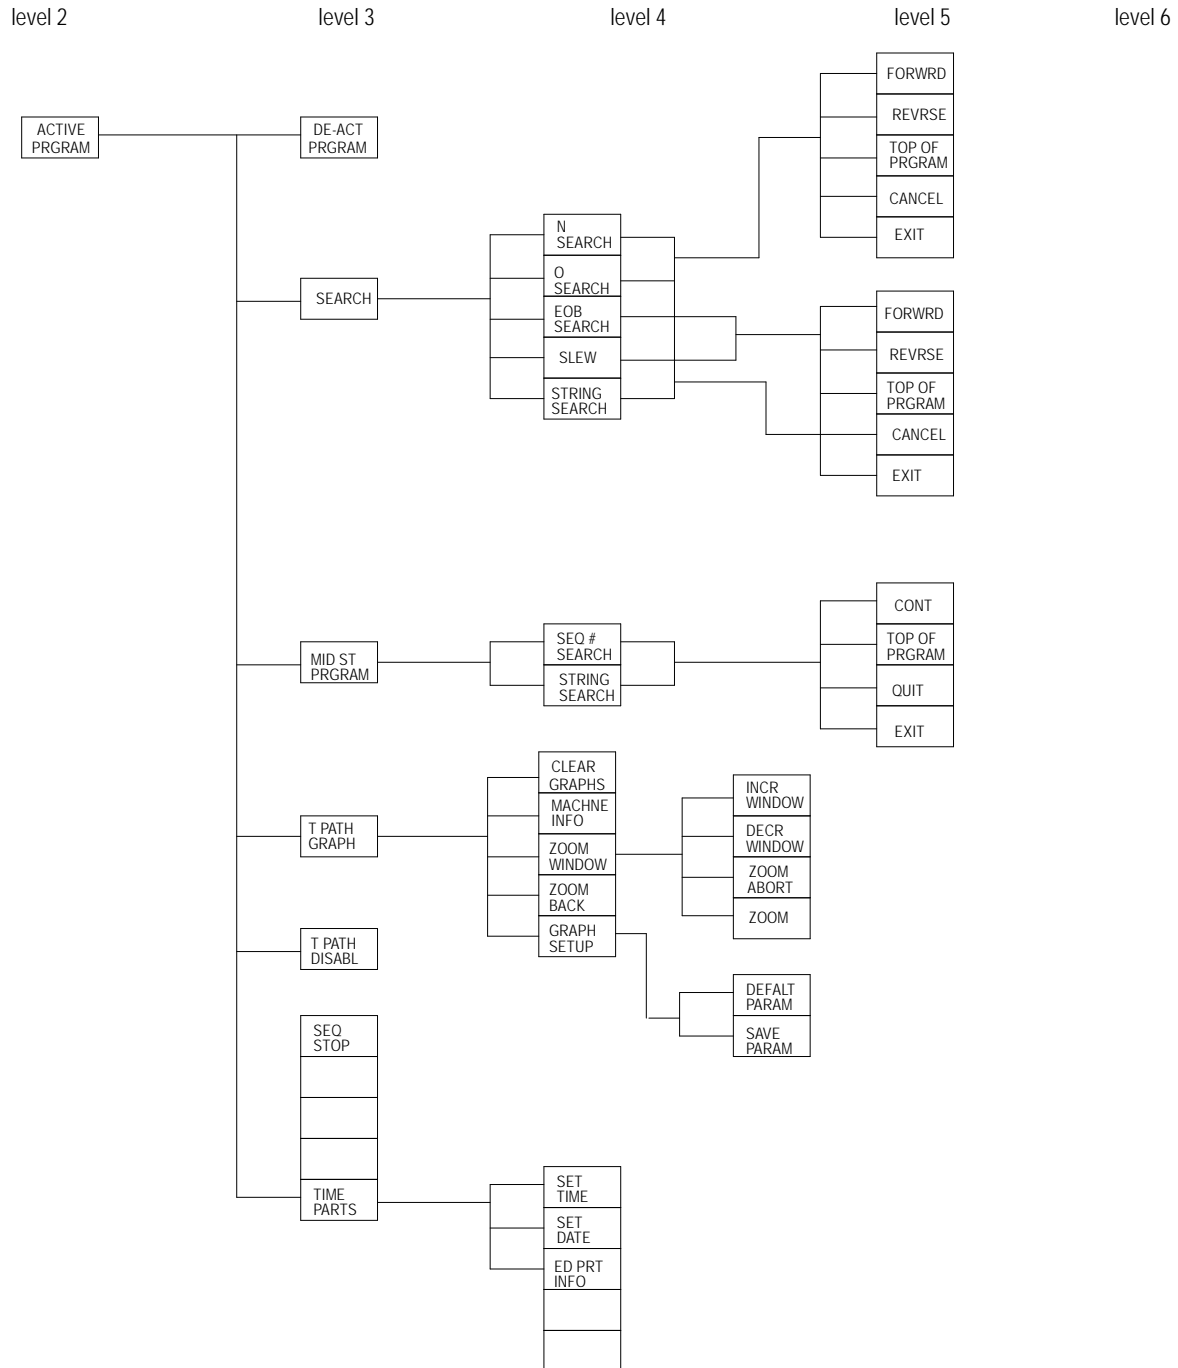 level 2
level 3
level 4
level 5
level 6
ACTIVE
PRGRAM
DE-ACT
PRGRAM
SEARCH
MID ST
PRGRAM
T PATH
GRAPH
T PATH
DISABL
SEQ
STOP
TIME
PARTS
N
SEARCH
O
SEARCH
EOB
SEARCH
SLEW
STRING
SEARCH
SEQ #
SEARCH
STRING
SEARCH
CLEAR
GRAPHS
MACHNE
INFO
ZOOM
WINDOW
ZOOM
BACK
GRAPH
SETUP
SET
TIME
SET
DATE
ED PRT
INFO
FORWRD
REVRSE
TOP OF
PRGRAM
CANCEL
EXIT
FORWRD
REVRSE
TOP OF
PRGRAM
CANCEL
EXIT
CONT
TOP OF
PRGRAM
QUIT
EXIT
INCR
WINDOW
DECR
WINDOW
ZOOM
ABORT
ZOOM
DEFALT
PARAM
SAVE
PARAM